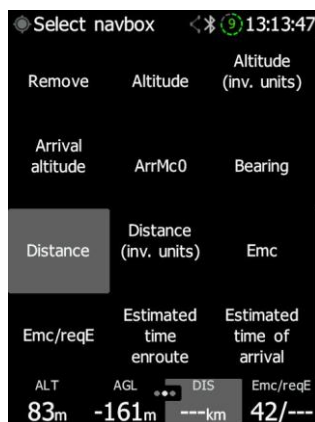 Select navbox 9 13:13:47
Remove Altitude Altitude
(inv. units)
Arrival
altitude ArrMc0 Bearing
Distance Distance
(inv. units) Emc
Emc/reqE Estimated
time
enroute Estimated
time of
arrival
ALT AGL DIS Emc/reqE
83m -161m ---km 42/---